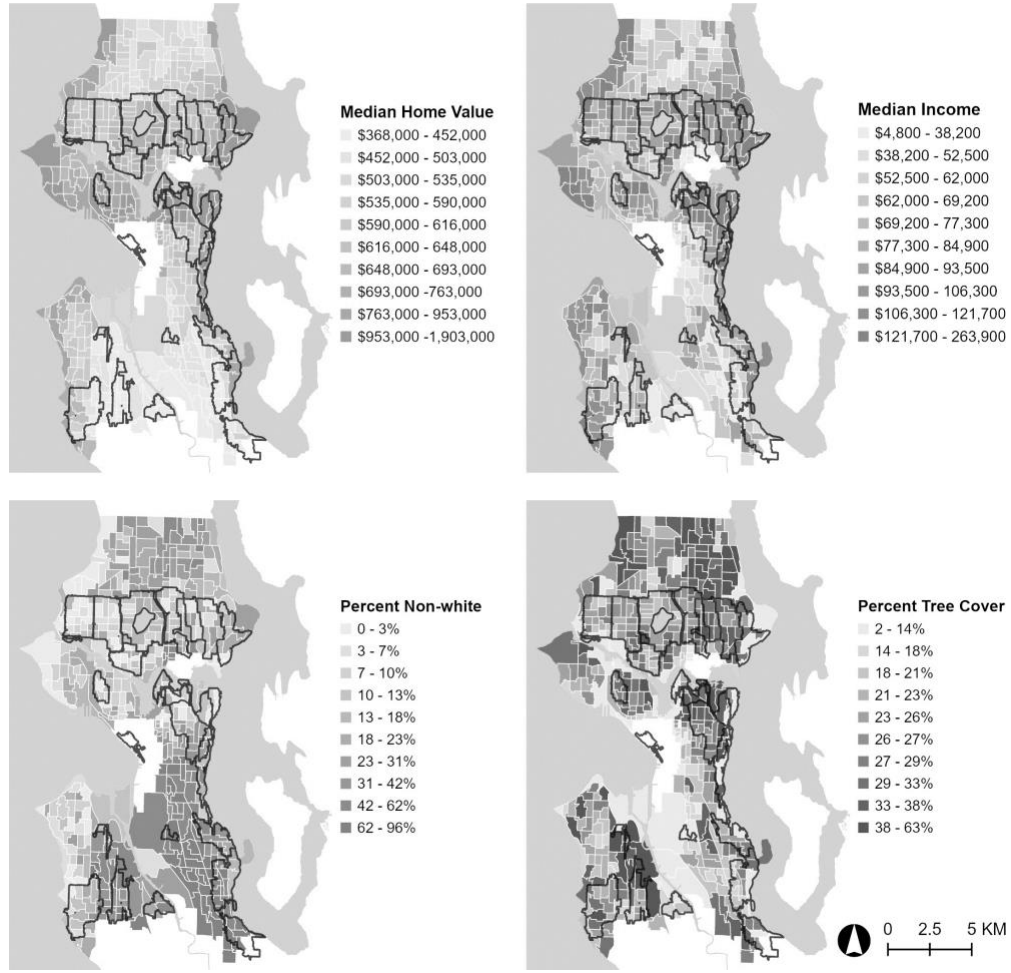 Median Home Value
$368,000 - 452,000
$452,000 - 503,000
$503,000 - 535,000
$535,000 - 590,000
$590,000 - 616,000
$616,000 - 648,000
$648,000 - 693,000
$693,000 -763,000
$763,000 - 953,000
$953,000 -1,903,000
Median Income
$4,800 - 38,200
$38,200 - 52,500
$52,500 - 62,000
$62,000 - 69,200
$69,200 - 77,300
$77,300 - 84,900
$84,900 - 93,500
$93,500 - 106,300
$106,300 - 121,700
$121,700 - 263,900
Percent Non-white
0 - 3%
3 - 7%
7 - 10%
10 - 13%
13 - 18%
18 - 23%
23 - 31%
31 - 42%
42 - 62%
62 - 96%
Percent Tree Cover
2 - 14%
14 - 18%
18 - 21%
21 - 23%
23 - 26%
26 - 27%
27 - 29%
29 - 33%
33 - 38%
38 - 63%
0 2.5 5 KM